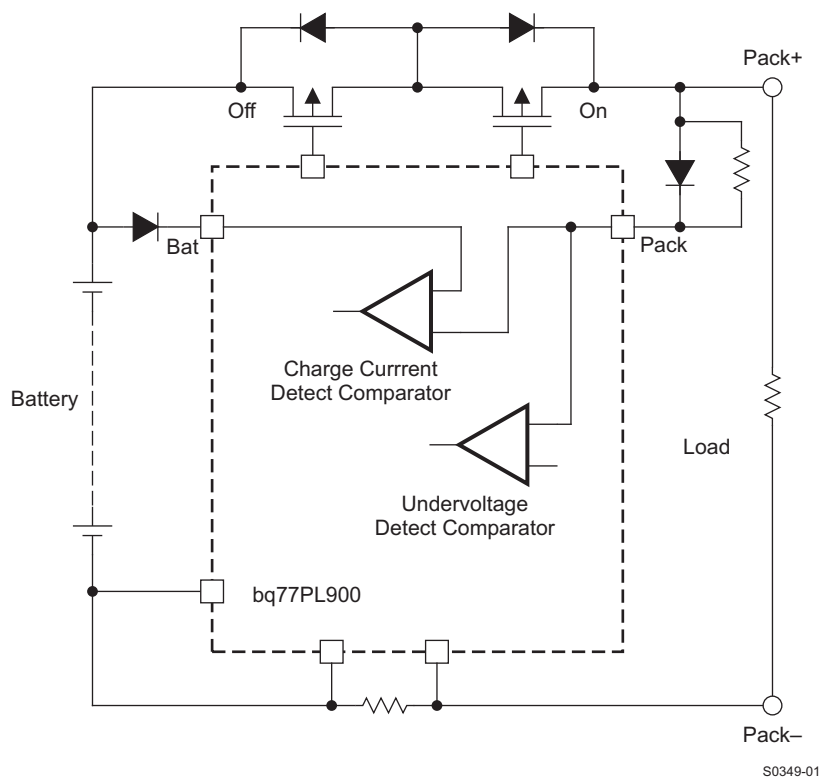 Pack+
Off
On
Bat
Pack
Charge Currrent
Detect Comparator
Battery
Load
Undervoltage
Detect Comparator
bq77PL900
Pack–
S0349-01